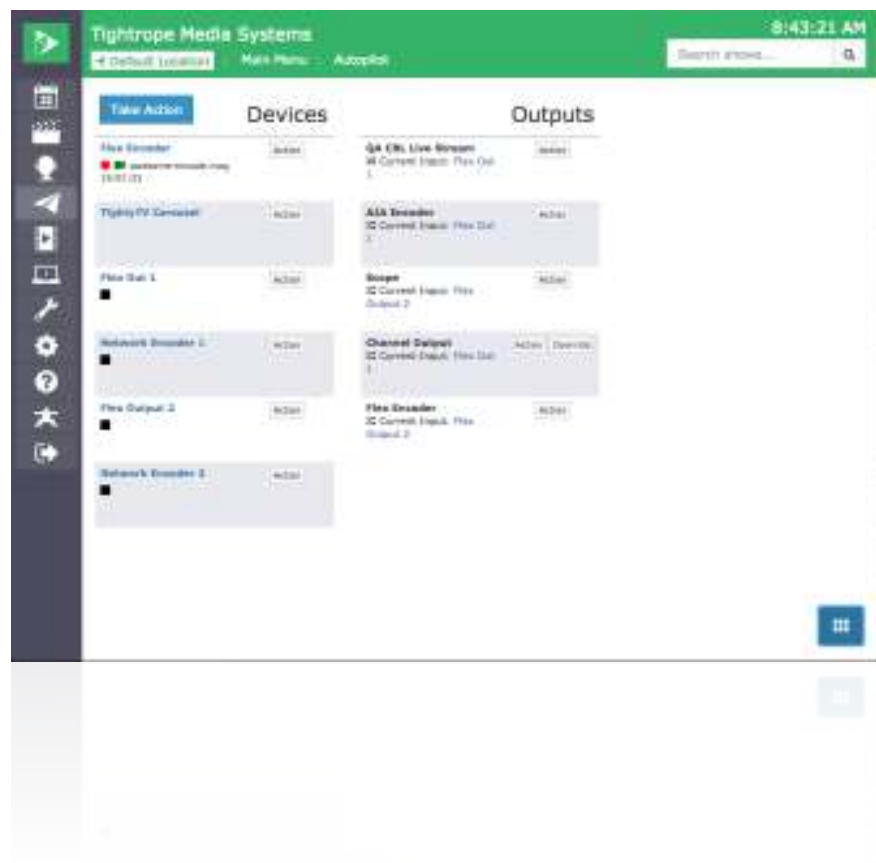 Tightrope Media Systems
8:43:21 AM
Default Location
Main Menu
Autopilot
Search shows...
Take Action
Devices
Outputs
Flex Encoder
Action
QA CBL Live Stream
Current Input: Flex Out
1
Action
TightlyTV Carousel
Action
Encoder
Current Input: Flex Out
1
Action
Flex Out 1
Action
Scope
Current Input: Flex
Output 2
Action
Network Encoder 1
Action
Channel Output
Current Input: Flex Out
1
Action
Override
Flex Output 2
Action
Flex Encoder
Current Input: Flex
Output 2
Action
Network Encoder 2
Action